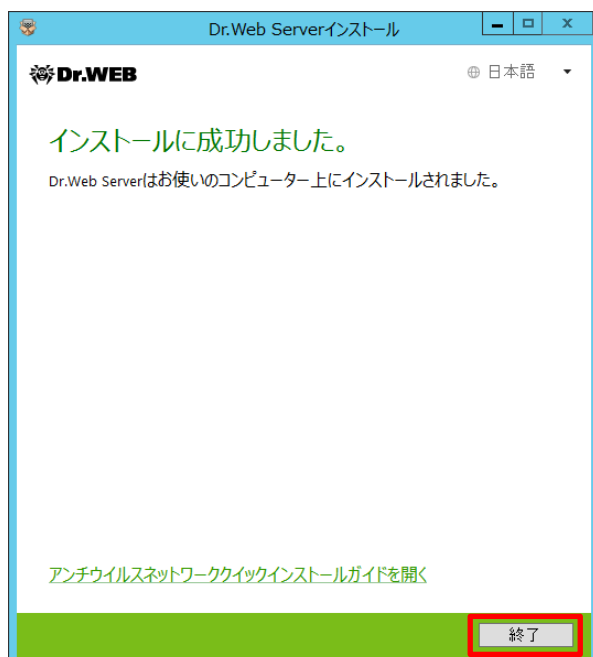 Dr.Web Serverインストール
Dr.WEB
日本語
インストールに成功しました。
Dr.Web Serverはお使いのコンピューター上にインストールされました。
アンチウイルスネットワーククイックインストールガイドを開く
終了